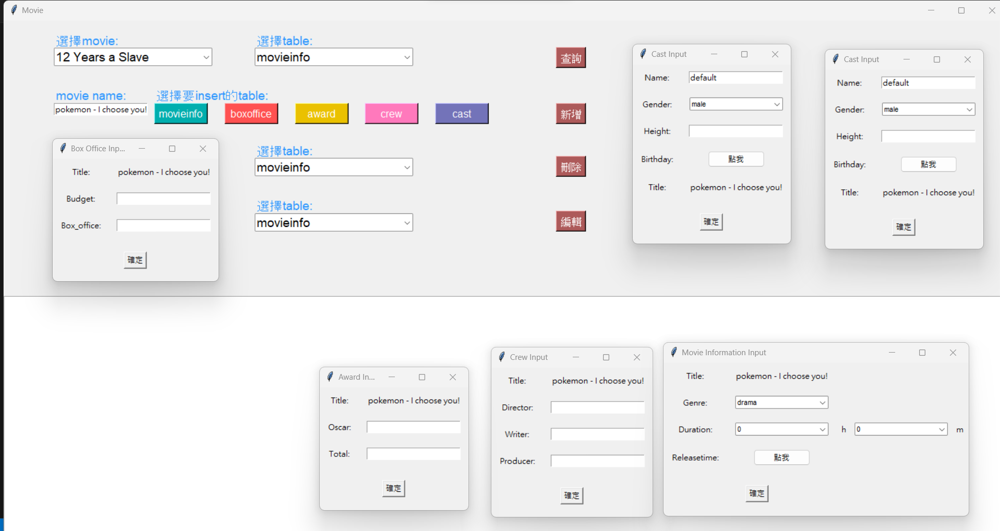 Movie
選擇movie:
選擇table:
12 Years a Slave
movieinfo
查詢
movie name:
選擇要insert的table:
pokemon - I choose you!
movieinfo
boxoffice
award
crew
cast
新增
選擇table:
movieinfo
刪除
選擇table:
movieinfo
編輯
Box Office Inp...
Title:
pokemon - I choose you!
Budget:
Box_office:
確定
Cast Input
Name:
default
Gender:
male
Height:
Birthday:
點我
Title:
pokemon - I choose you!
確定
Cast Input
Name:
default
Gender:
male
Height:
Birthday:
點我
Title:
pokemon - I choose you!
確定
Award In...
Title:
pokemon - I choose you!
Oscar:
Total:
確定
Crew Input
Title:
pokemon - I choose you!
Director:
Writer:
Producer:
確定
Movie Information Input
Title:
pokemon - I choose you!
Genre:
drama
Duration:
0
h
0
m
Releasetime:
點我
確定